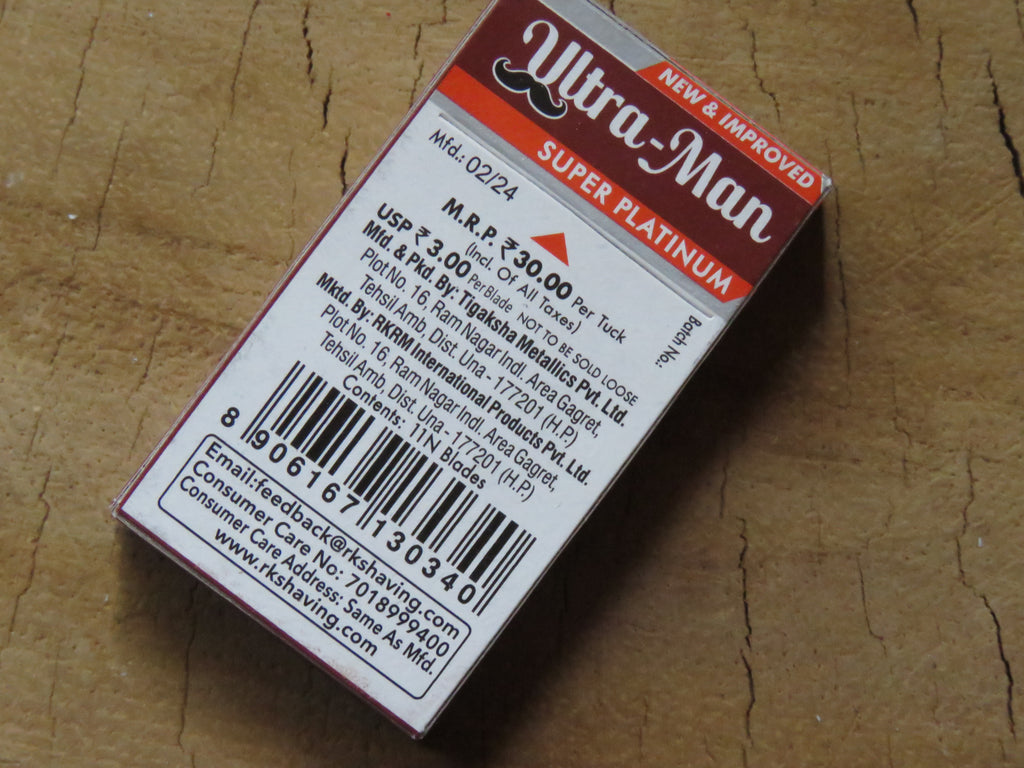 NEW & IMPROVED
Ultra-Man
SUPER PLATINUM
Mfd.: 02/24
Batch No:
M.R.P. ₹30.00 Per Tuck
(Incl. Of All Taxes)
USP ₹3.00 Per Blade NOT TO BE SOLD LOOSE
Mfd. & Pkd. By: Tigaksha Metallics Pvt. Ltd.
Plot No. 16, Ram Nagar Indl. Area Gagret,
Tehsil Amb, Dist. Una - 177201 (H.P.)
Mktd. By: RKRM International Products Pvt. Ltd.
Plot No. 16, Ram Nagar Indl. Area Gagret,
Tehsil Amb, Dist. Una - 177201 (H.P.)
Contents: 11N Blades
8 906167 130340
Email:feedback@rkshaving.com
Consumer Care No: 7018999400
Consumer Care Address: Same As Mfd.
www.rkshaving.com